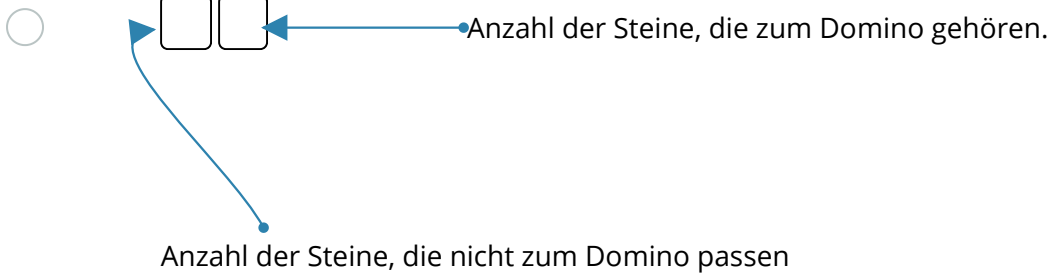 Anzahl der Steine, die zum Domino gehören.
Anzahl der Steine, die nicht zum Domino passen